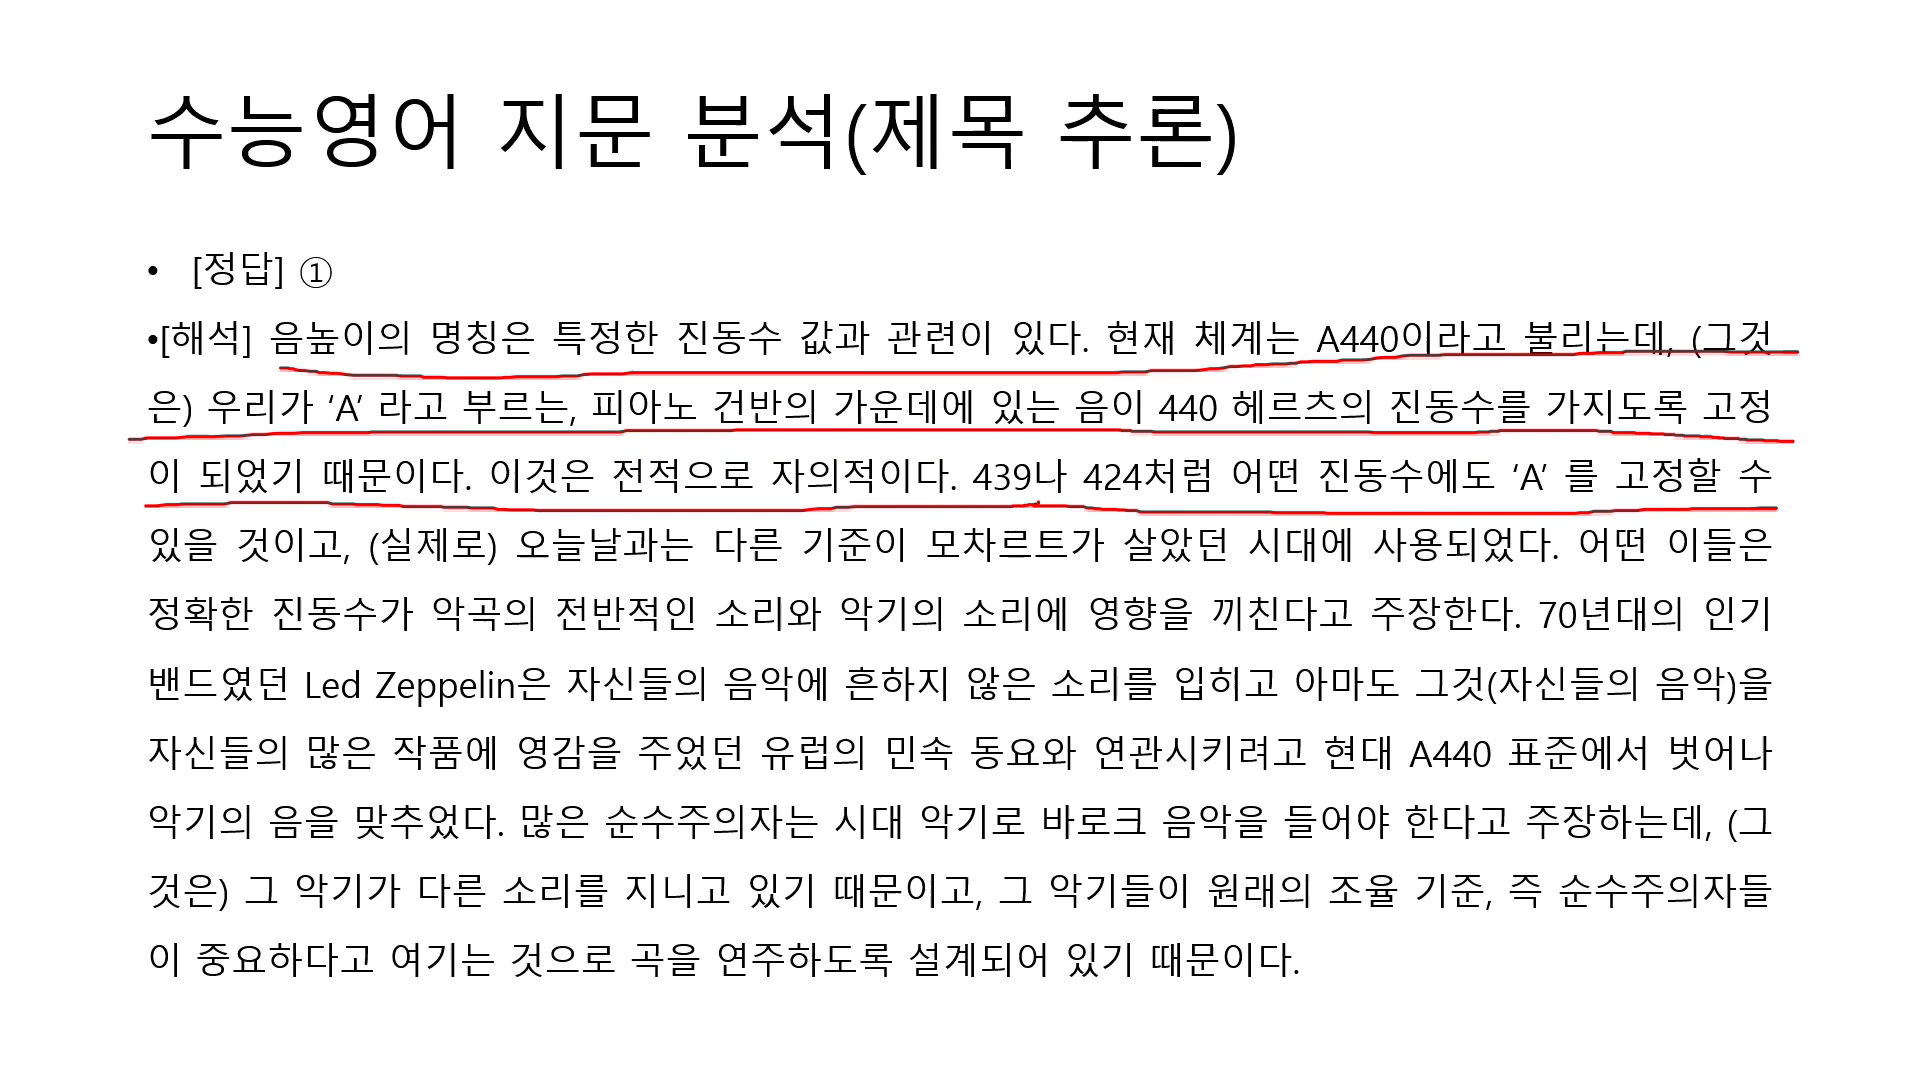 수능영어 지문 분석(제목 추론)
• [정답] ①
•[해석] 음높이의 명칭은 특정한 진동수 값과 관련이 있다. 현재 체계는 A440이라고 불리는데, (그것
은) 우리가 ‘A’ 라고 부르는, 피아노 건반의 가운데에 있는 음이 440 헤르츠의 진동수를 가지도록 고정
이 되었기 때문이다. 이것은 전적으로 자의적이다. 439나 424처럼 어떤 진동수에도 ‘A’ 를 고정할 수
있을 것이고, (실제로) 오늘날과는 다른 기준이 모차르트가 살았던 시대에 사용되었다. 어떤 이들은
정확한 진동수가 악곡의 전반적인 소리와 악기의 소리에 영향을 끼친다고 주장한다. 70년대의 인기
밴드였던 Led Zeppelin은 자신들의 음악에 흔하지 않은 소리를 입히고 아마도 그것(자신들의 음악)을
자신들의 많은 작품에 영감을 주었던 유럽의 민속 동요와 연관시키려고 현대 A440 표준에서 벗어나
악기의 음을 맞추었다. 많은 순수주의자는 시대 악기로 바로크 음악을 들어야 한다고 주장하는데, (그
것은) 그 악기가 다른 소리를 지니고 있기 때문이고, 그 악기들이 원래의 조율 기준, 즉 순수주의자들
이 중요하다고 여기는 것으로 곡을 연주하도록 설계되어 있기 때문이다.